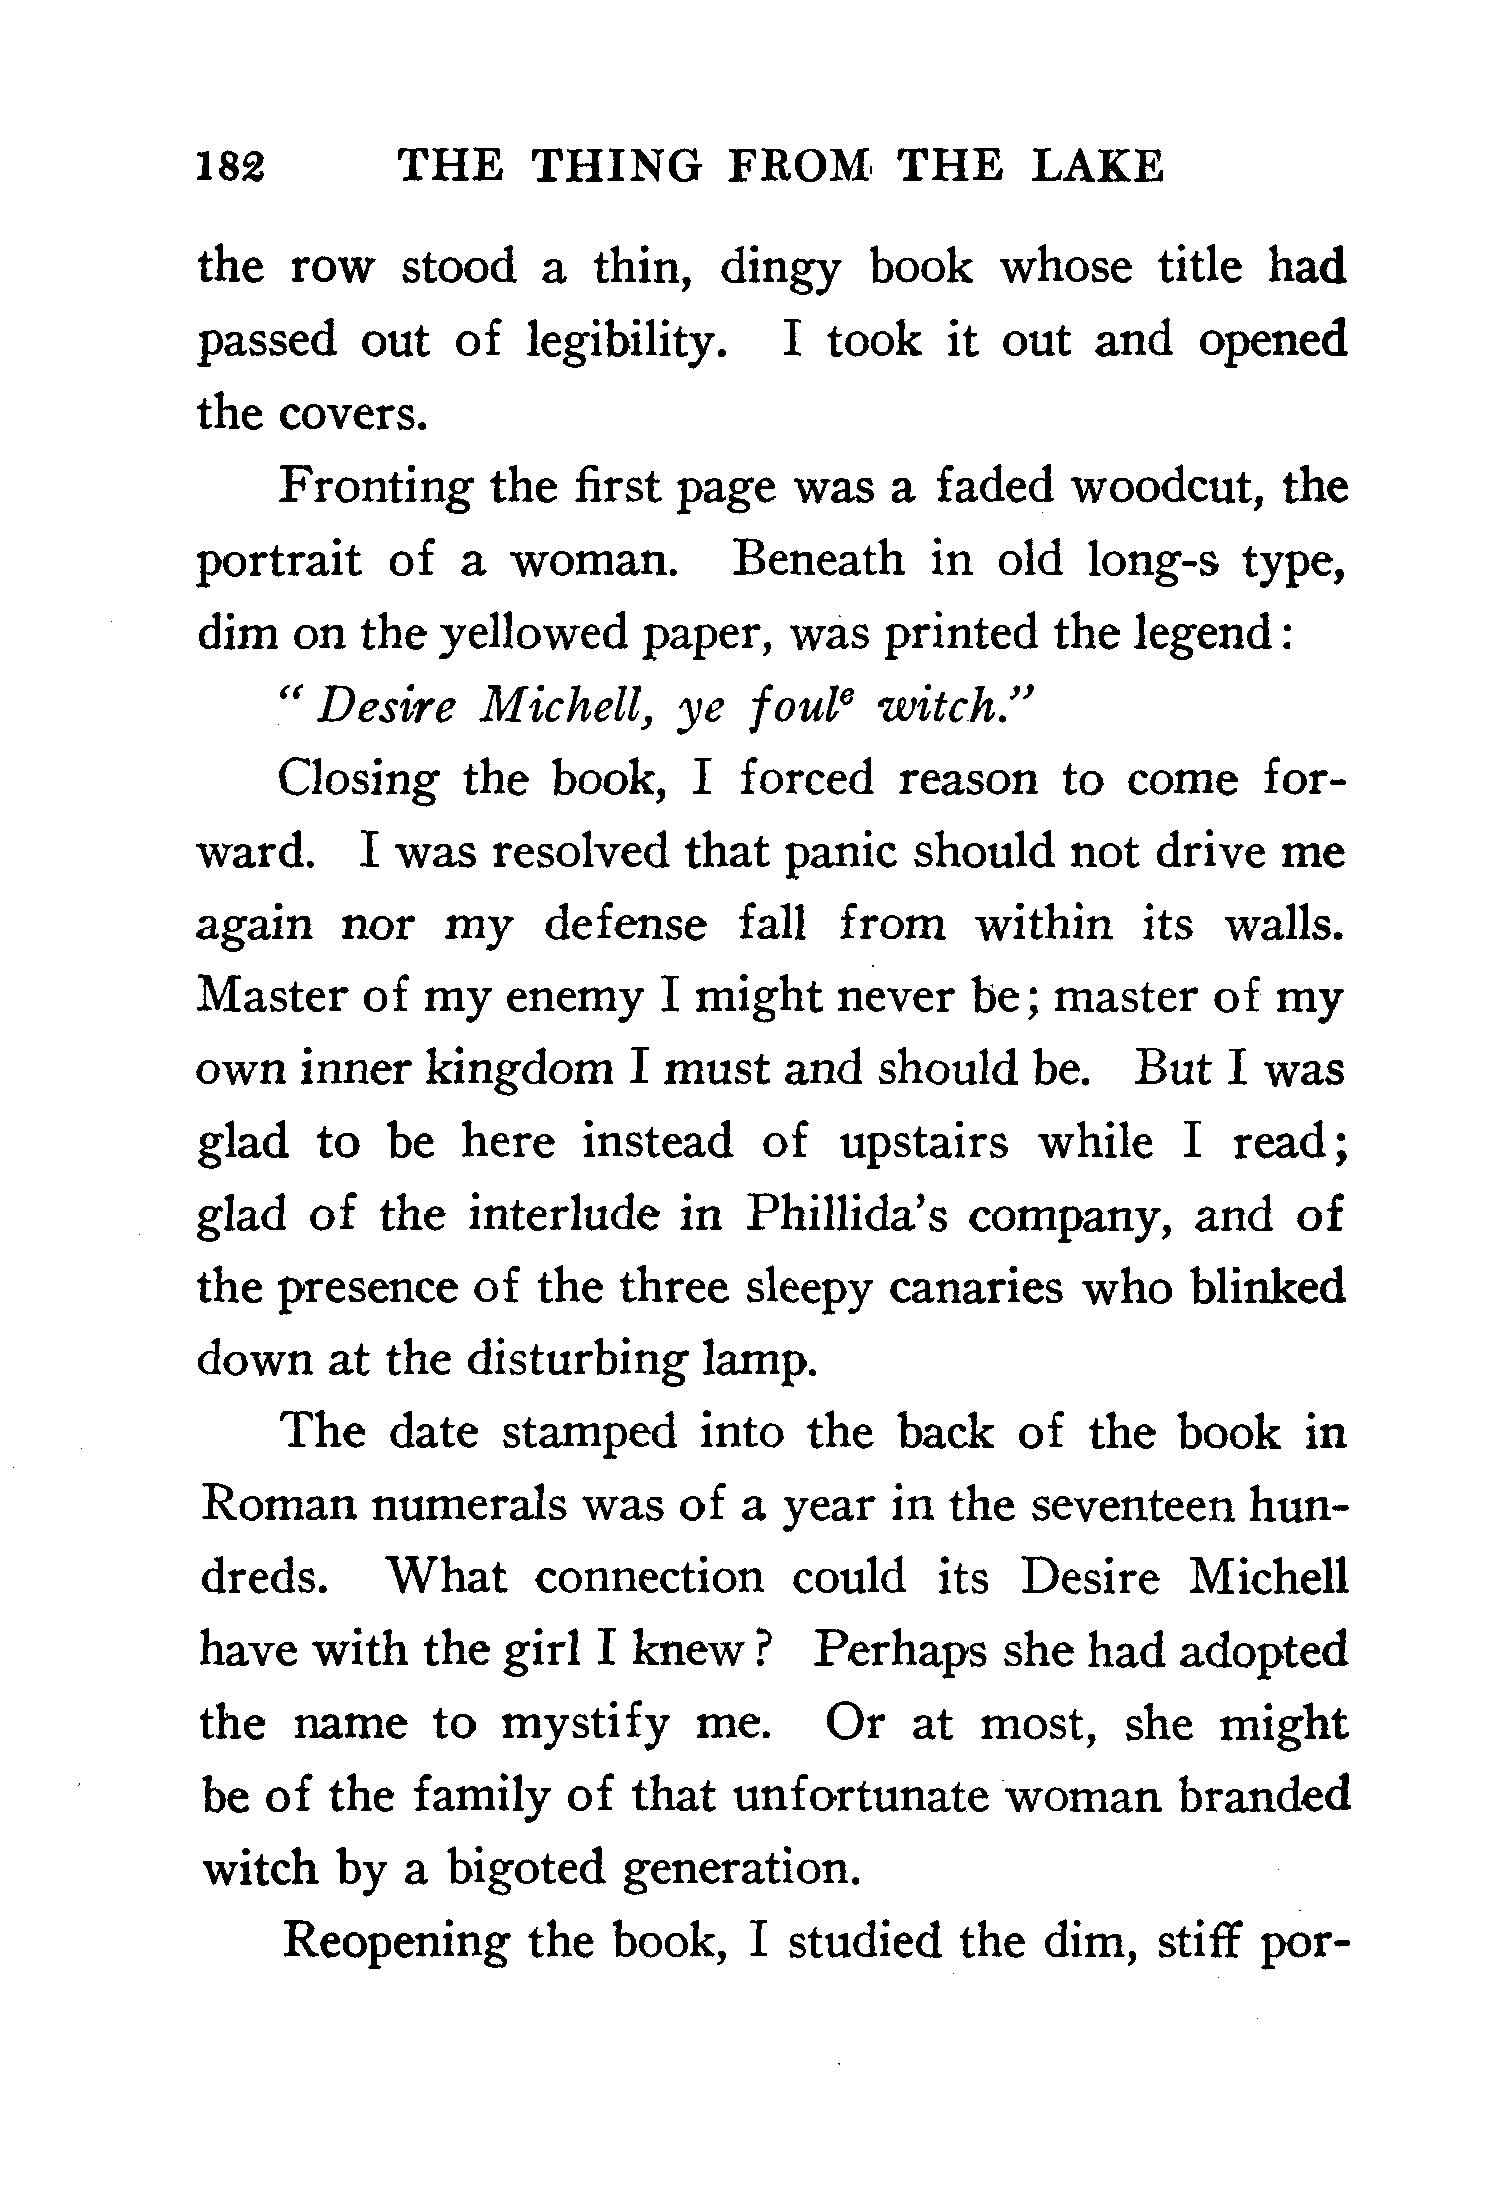 182 THE THING FROM THE LAKE
the row stood a thin, dingy book whose title had
passed out of legibility. I took it out and opened
the covers.
Fronting the first page was a faded woodcut, the
portrait of a woman. Beneath in old long-s type,
dim on the yellowed paper, was printed the legend:
“Desire Michell, ye foulᵉ witch.”
Closing the book, I forced reason to come for-
ward. I was resolved that panic should not drive me
again nor my defense fall from within its walls.
Master of my enemy I might never be; master of my
own inner kingdom I must and should be. But I was
glad to be here instead of upstairs while I read;
glad of the interlude in Phillida’s company, and of
the presence of the three sleepy canaries who blinked
down at the disturbing lamp.
The date stamped into the back of the book in
Roman numerals was of a year in the seventeen hun-
dreds. What connection could its Desire Michell
have with the girl I knew? Perhaps she had adopted
the name to mystify me. Or at most, she might
be of the family of that unfortunate woman branded
witch by a bigoted generation.
Reopening the book, I studied the dim, stiff por-